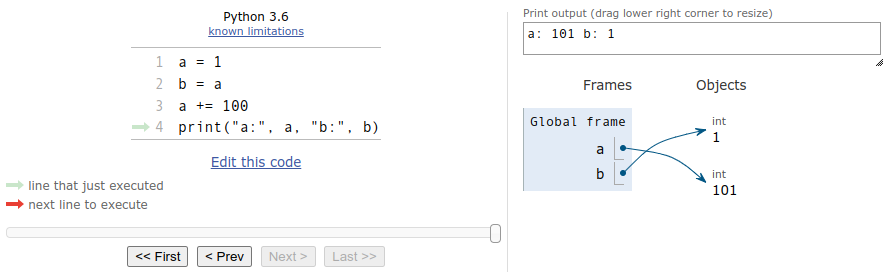 Python 3.6
known limitations
1 a = 1
2 b = a
3 a += 100
4 print("a:", a, "b:", b)
Edit this code
line that just executed
next line to execute
<< First < Prev Next > Last >>
Print output (drag lower right corner to resize)
a: 101 b: 1
Frames Objects
Global frame
a
b
int
1
int
101